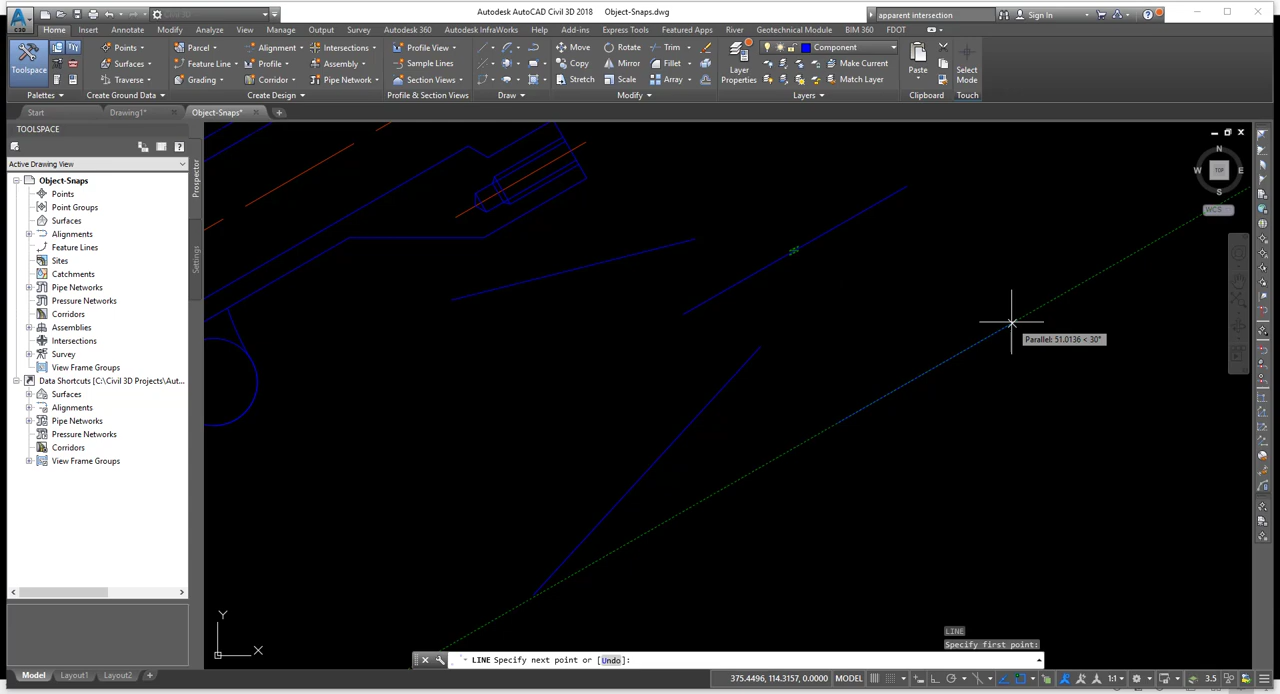 C3D
Civil 3D
Autodesk AutoCAD Civil 3D 2018 Object-Snaps.dwg
apparent intersection
Sign In
Home
Insert
Annotate
Modify
Analyze
View
Manage
Output
Survey
Autodesk 360
Autodesk InfraWorks
Help
Add-ins
Express Tools
Featured Apps
River
Geotechnical Module
BIM 360
FDOT
Toolspace
Points
Parcel
Alignment
Intersections
Profile View
Move
Rotate
Trim
Component
Surfaces
Feature Line
Profile
Assembly
Sample Lines
Copy
Mirror
Fillet
Make Current
Traverse
Grading
Corridor
Pipe Network
Section Views
Stretch
Scale
Array
Layer
Properties
Match Layer
Paste
Select
Mode
Palettes
Create Ground Data
Create Design
Profile & Section Views
Draw
Modify
Layers
Clipboard
Touch
Start
Drawing1*
Object-Snaps*
TOOLSPACE
Active Drawing View
Object-Snaps
Points
Point Groups
Surfaces
Alignments
Feature Lines
Sites
Catchments
Pipe Networks
Pressure Networks
Corridors
Assemblies
Intersections
Survey
View Frame Groups
Data Shortcuts [C:\Civil 3D Projects\Aut...
Surfaces
Alignments
Pipe Networks
Pressure Networks
Corridors
View Frame Groups
Prospector
Settings
N
W
TOP
E
S
WCS
Parallel: 51.0136 < 30°
Y
X
LINE
Specify first point:
LINE Specify next point or [Undo]:
Model
Layout1
Layout2
375.4496, 114.3157, 0.0000
MODEL
1:1
3.5